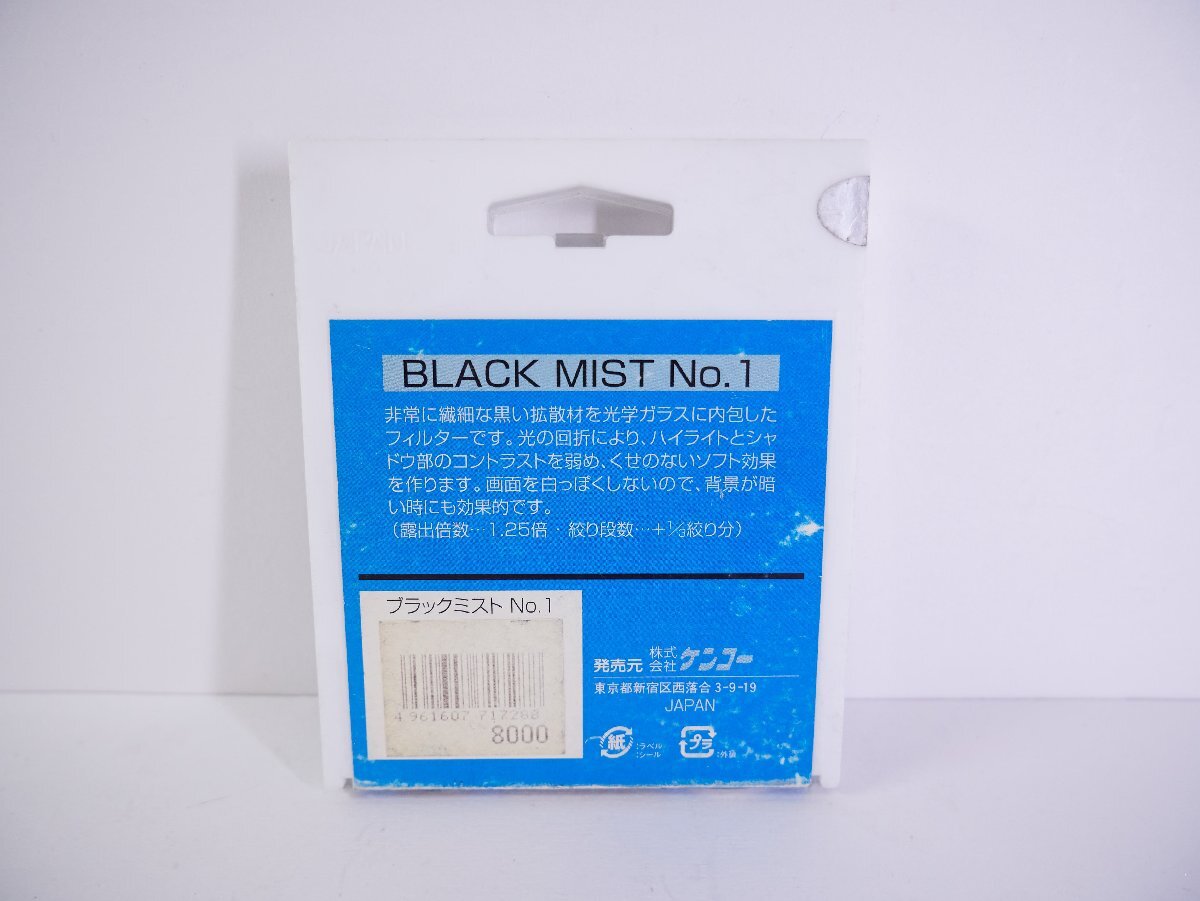 BLACK MIST No.1
非常に繊細な黒い拡散材を光学ガラスに内包した
フィルターです。光の回折により、ハイライトとシャ
ドウ部のコントラストを弱め、くせのないソフト効果
を作ります。画面を白っぽくしないので、背景が暗
い時にも効果的です。
（露出倍数…1.25倍・絞り段数…+1/3絞り分）
ブラックミスト No.1
4 961607 717288
8000
発売元 株式会社 ケンコー
東京都新宿区西落合 3-9-19
JAPAN
紙 :ラベル :シール
プラ :外箱